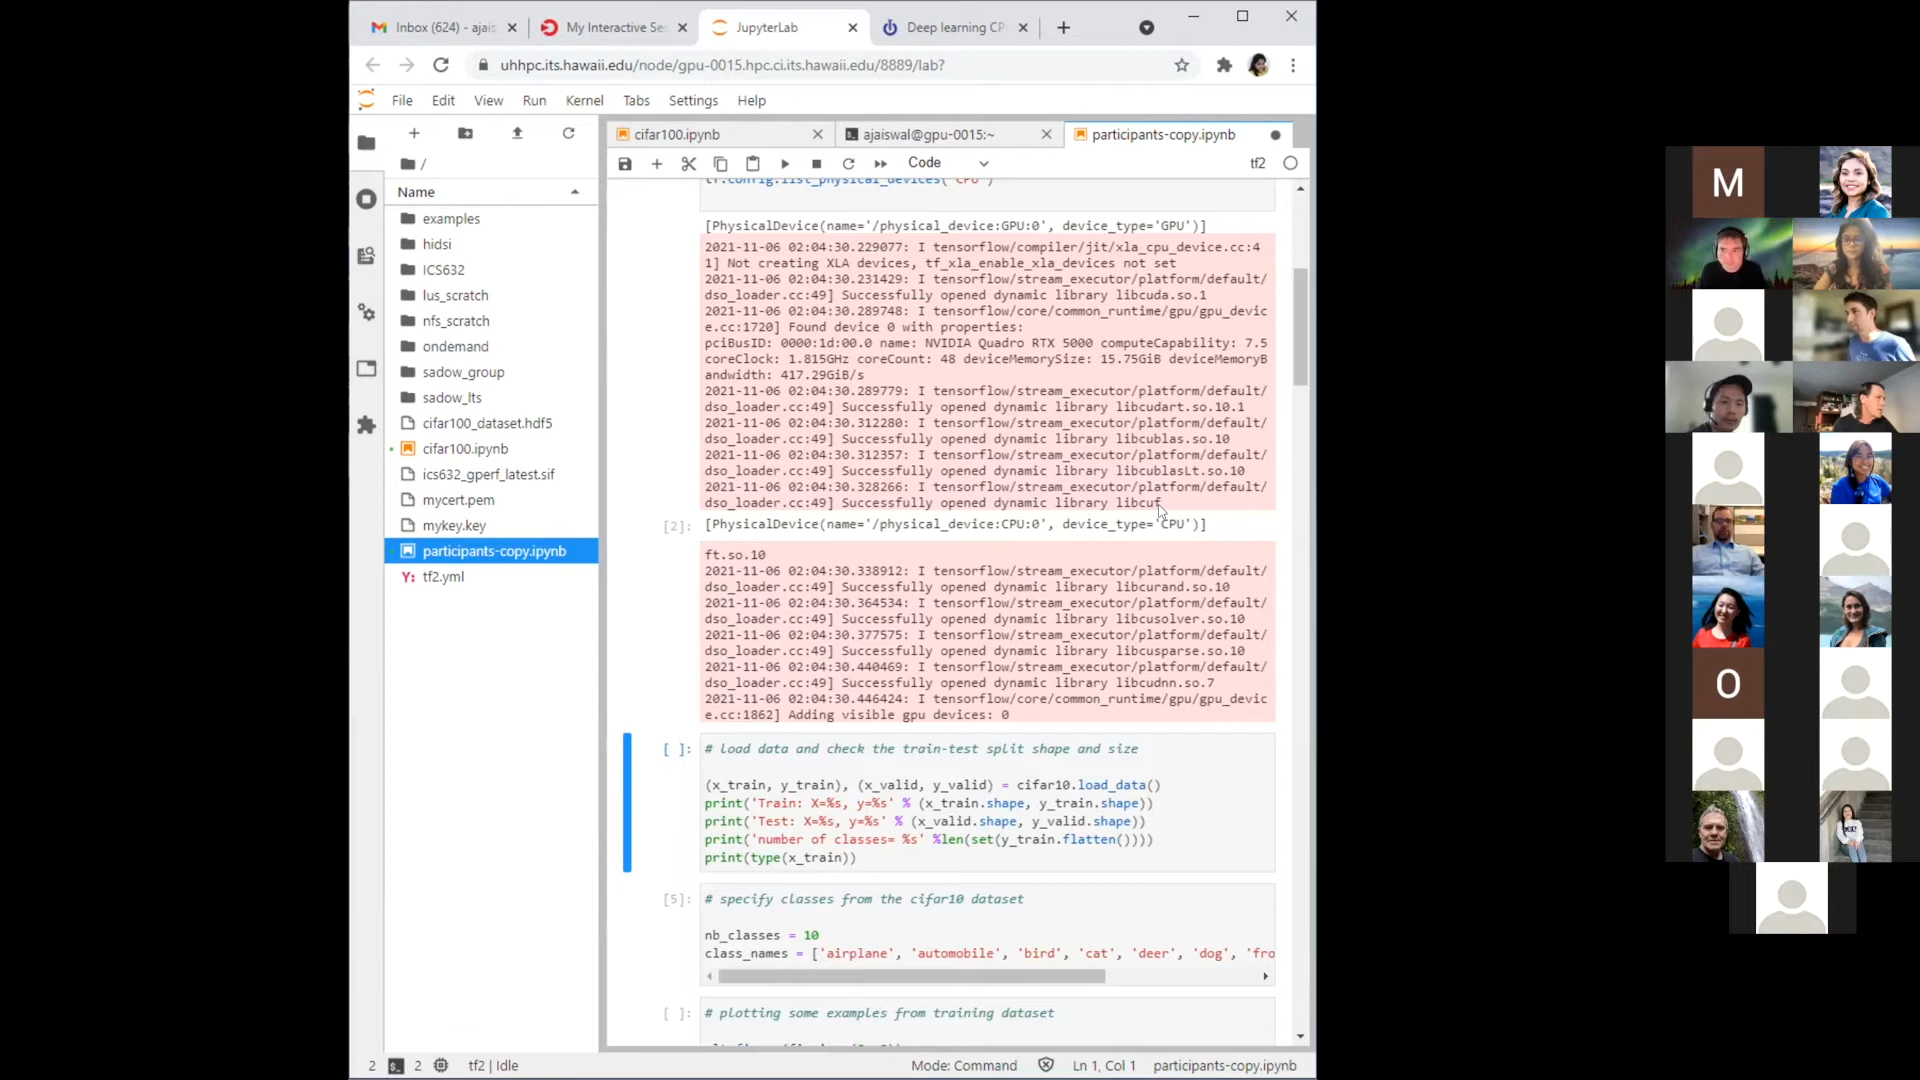 Inbox (624) - ajais
My Interactive Ses
JupyterLab
Deep learning CP
uhhpc.its.hawaii.edu/node/gpu-0015.hpc.ci.its.hawaii.edu/8889/lab?
File Edit View Run Kernel Tabs Settings Help
cifar100.ipynb
ajaiswal@gpu-0015:~
participants-copy.ipynb
/
Code
tf2
Name
examples
hidsi
ICS632
lus_scratch
nfs_scratch
ondemand
sadow_group
sadow_lts
cifar100_dataset.hdf5
cifar100.ipynb
ics632_gperf_latest.sif
mycert.pem
mykey.key
participants-copy.ipynb
Y: tf2.yml
tf.config.list_physical_devices('CPU')
[PhysicalDevice(name='/physical_device:GPU:0', device_type='GPU')]
2021-11-06 02:04:30.229077: I tensorflow/compiler/jit/xla_cpu_device.cc:4
1] Not creating XLA devices, tf_xla_enable_xla_devices not set
2021-11-06 02:04:30.231429: I tensorflow/stream_executor/platform/default/
dso_loader.cc:49] Successfully opened dynamic library libcuda.so.1
2021-11-06 02:04:30.289748: I tensorflow/core/common_runtime/gpu/gpu_devic
e.cc:1720] Found device 0 with properties:
pciBusID: 0000:1d:00.0 name: NVIDIA Quadro RTX 5000 computeCapability: 7.5
coreClock: 1.815GHz coreCount: 48 deviceMemorySize: 15.75GiB deviceMemoryB
andwidth: 417.29GiB/s
2021-11-06 02:04:30.289779: I tensorflow/stream_executor/platform/default/
dso_loader.cc:49] Successfully opened dynamic library libcudart.so.10.1
2021-11-06 02:04:30.312280: I tensorflow/stream_executor/platform/default/
dso_loader.cc:49] Successfully opened dynamic library libcublas.so.10
2021-11-06 02:04:30.312357: I tensorflow/stream_executor/platform/default/
dso_loader.cc:49] Successfully opened dynamic library libcublasLt.so.10
2021-11-06 02:04:30.328266: I tensorflow/stream_executor/platform/default/
dso_loader.cc:49] Successfully opened dynamic library libcuf
[2]: [PhysicalDevice(name='/physical_device:CPU:0', device_type='CPU')]
ft.so.10
2021-11-06 02:04:30.338912: I tensorflow/stream_executor/platform/default/
dso_loader.cc:49] Successfully opened dynamic library libcurand.so.10
2021-11-06 02:04:30.364534: I tensorflow/stream_executor/platform/default/
dso_loader.cc:49] Successfully opened dynamic library libcusolver.so.10
2021-11-06 02:04:30.377575: I tensorflow/stream_executor/platform/default/
dso_loader.cc:49] Successfully opened dynamic library libcusparse.so.10
2021-11-06 02:04:30.440469: I tensorflow/stream_executor/platform/default/
dso_loader.cc:49] Successfully opened dynamic library libcudnn.so.7
2021-11-06 02:04:30.446424: I tensorflow/core/common_runtime/gpu/gpu_devic
e.cc:1862] Adding visible gpu devices: 0
[ ]: # load data and check the train-test split shape and size
(x_train, y_train), (x_valid, y_valid) = cifar10.load_data()
print('Train: X=%s, y=%s' % (x_train.shape, y_train.shape))
print('Test: X=%s, y=%s' % (x_valid.shape, y_valid.shape))
print('number of classes= %s' %len(set(y_train.flatten())))
print(type(x_train))
[5]: # specify classes from the cifar10 dataset
nb_classes = 10
class_names = ['airplane', 'automobile', 'bird', 'cat', 'deer', 'dog', 'fro
[ ]: # plotting some examples from training dataset
2 $_ 2 tf2 | Idle
Mode: Command Ln 1, Col 1 participants-copy.ipynb
M
O